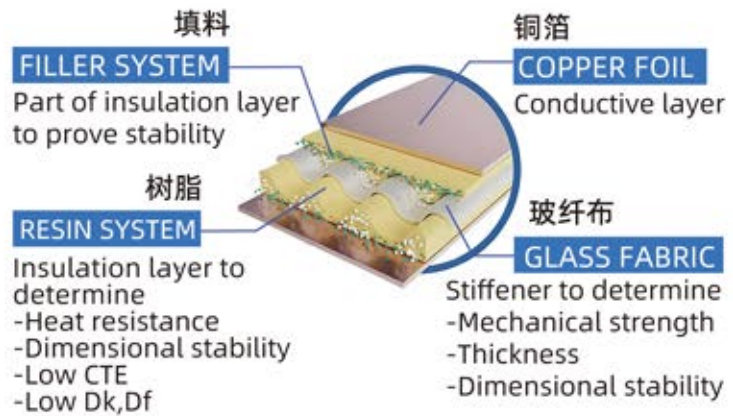 填料
FILLER SYSTEM
Part of insulation layer
to prove stability
铜箔
COPPER FOIL
Conductive layer
树脂
RESIN SYSTEM
Insulation layer to
determine
-Heat resistance
-Dimensional stability
-Low CTE
-Low Dk,Df
玻纤布
GLASS FABRIC
Stiffener to determine
-Mechanical strength
-Thickness
-Dimensional stability